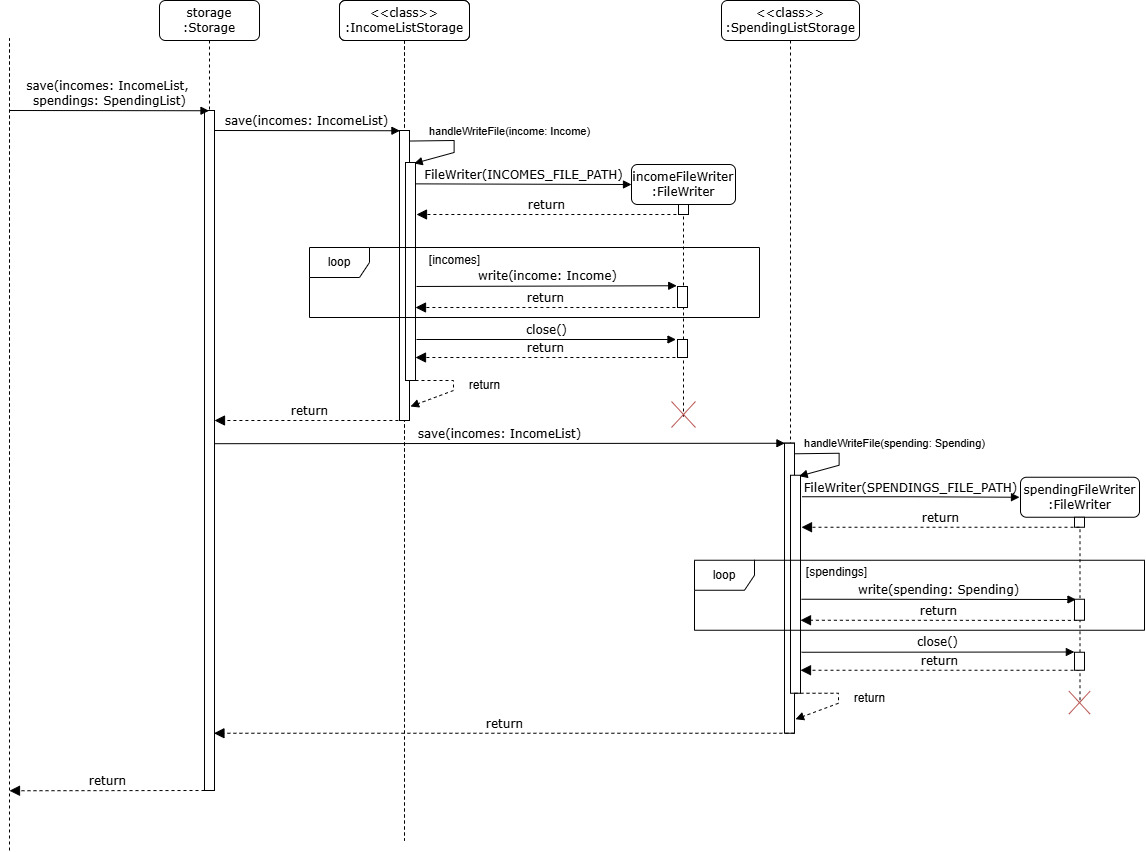 storage
:Storage
<<class>>
:IncomeListStorage
<<class>>
:SpendingListStorage
save(incomes: IncomeList,
spendings: SpendingList)
save(incomes: IncomeList)
handleWriteFile(income: Income)
FileWriter(INCOMES_FILE_PATH)
incomeFileWriter
:FileWriter
return
loop
[incomes]
write(income: Income)
return
close()
return
return
return
save(incomes: IncomeList)
handleWriteFile(spending: Spending)
FileWriter(SPENDINGS_FILE_PATH)
spendingFileWriter
:FileWriter
return
loop
[spendings]
write(spending: Spending)
return
close()
return
return
return
return